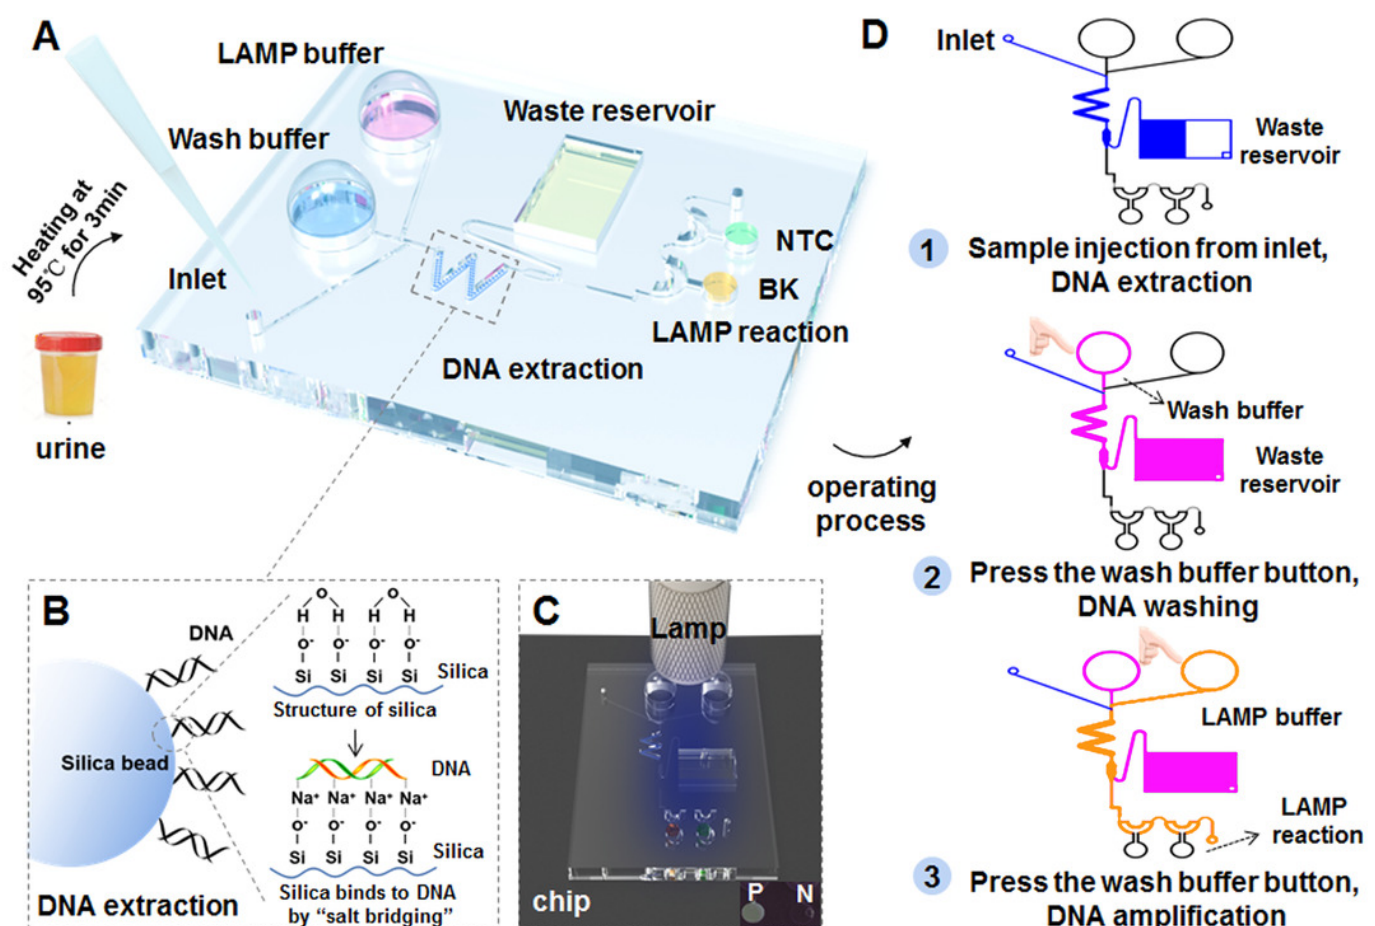 A
LAMP buffer
Wash buffer
Waste reservoir
Heating at
95℃ for 3min
Inlet
NTC
BK
LAMP reaction
DNA extraction
urine
operating
process
B
DNA
O O
H H H H
O⁻ O⁻ O⁻ O⁻
Si Si Si Si
Silica
Structure of silica
Silica bead
DNA
Na⁺ Na⁺ Na⁺ Na⁺
O⁻ O⁻ O⁻ O⁻
Si Si Si Si
Silica
Silica binds to DNA
by “salt bridging”
DNA extraction
C
Lamp
chip
P N
D
Inlet
Waste
reservoir
1 Sample injection from inlet,
DNA extraction
Wash buffer
Waste
reservoir
2 Press the wash buffer button,
DNA washing
LAMP buffer
LAMP
reaction
3 Press the wash buffer button,
DNA amplification